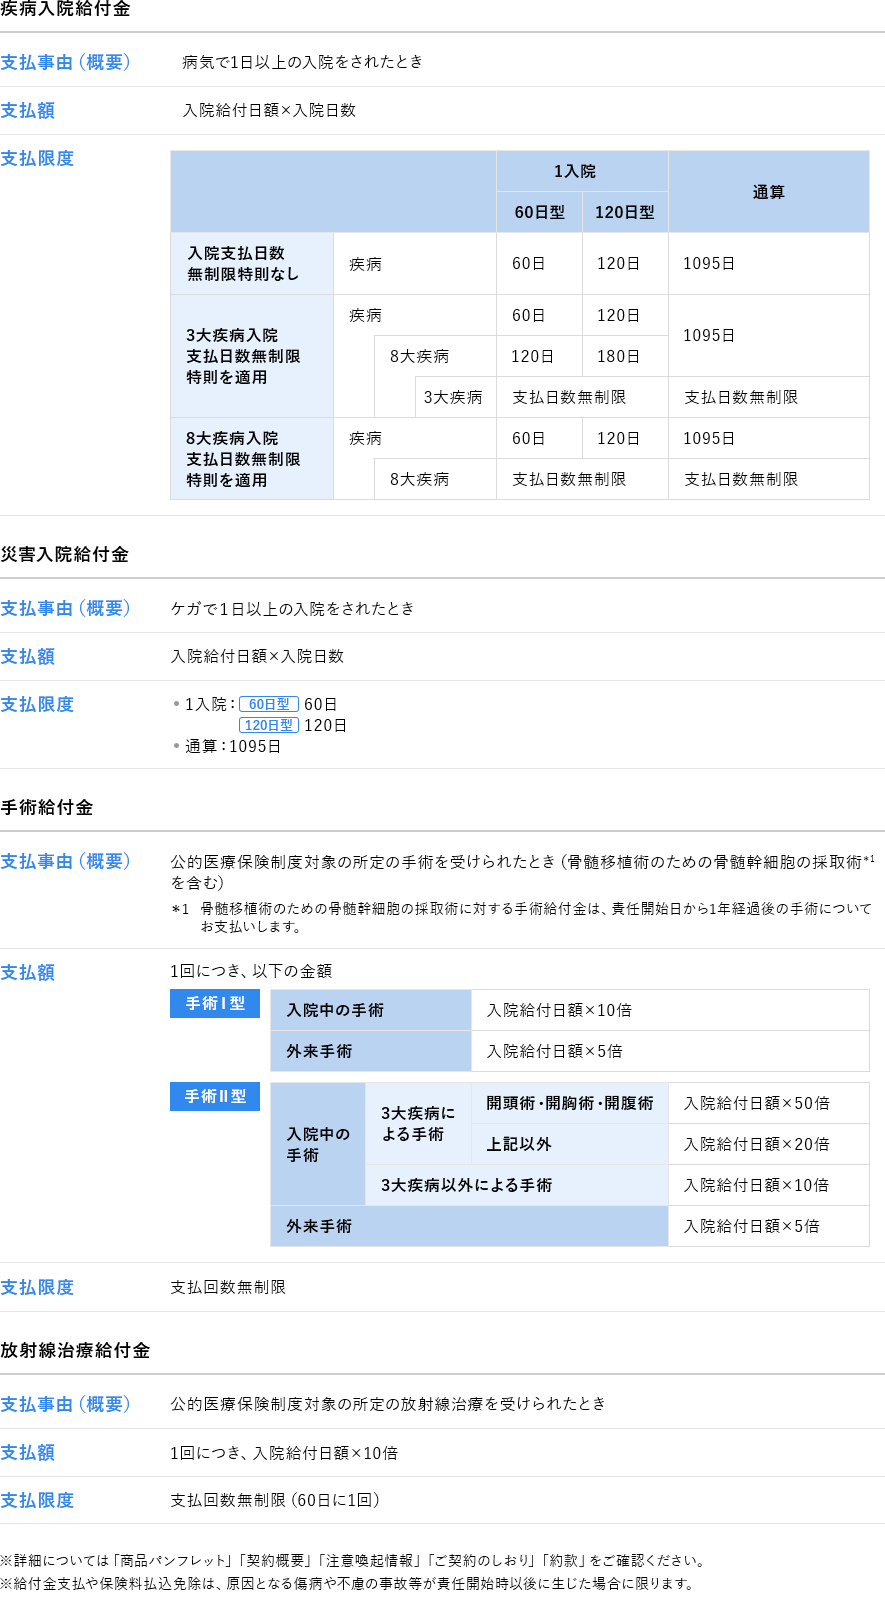 疾病入院給付金
支払事由（概要）
病気で1日以上の入院をされたとき
支払額
入院給付日額×入院日数
支払限度
1入院
通算
60日型
120日型
入院支払日数
無制限特則なし
疾病
60日
120日
1095日
3大疾病入院
支払日数無制限
特則を適用
疾病
60日
120日
1095日
8大疾病
120日
180日
3大疾病
支払日数無制限
支払日数無制限
8大疾病入院
支払日数無制限
特則を適用
疾病
60日
120日
1095日
8大疾病
支払日数無制限
支払日数無制限
災害入院給付金
支払事由（概要）
ケガで1日以上の入院をされたとき
支払額
入院給付日額×入院日数
支払限度
• 1入院：60日型 60日
120日型 120日
• 通算：1095日
手術給付金
支払事由（概要）
公的医療保険制度対象の所定の手術を受けられたとき（骨髄移植術のための骨髄幹細胞の採取術*1
を含む）
＊1 骨髄移植術のための骨髄幹細胞の採取術に対する手術給付金は、責任開始日から1年経過後の手術について
お支払いします。
支払額
1回につき、以下の金額
手術Ⅰ型
入院中の手術
入院給付日額×10倍
外来手術
入院給付日額×5倍
手術Ⅱ型
入院中の
手術
3大疾病に
よる手術
開頭術・開胸術・開腹術
入院給付日額×50倍
上記以外
入院給付日額×20倍
3大疾病以外による手術
入院給付日額×10倍
外来手術
入院給付日額×5倍
支払限度
支払回数無制限
放射線治療給付金
支払事由（概要）
公的医療保険制度対象の所定の放射線治療を受けられたとき
支払額
1回につき、入院給付日額×10倍
支払限度
支払回数無制限（60日に1回）
※詳細については「商品パンフレット」「契約概要」「注意喚起情報」「ご契約のしおり」「約款」をご確認ください。
※給付金支払や保険料払込免除は、原因となる傷病や不慮の事故等が責任開始時以後に生じた場合に限ります。